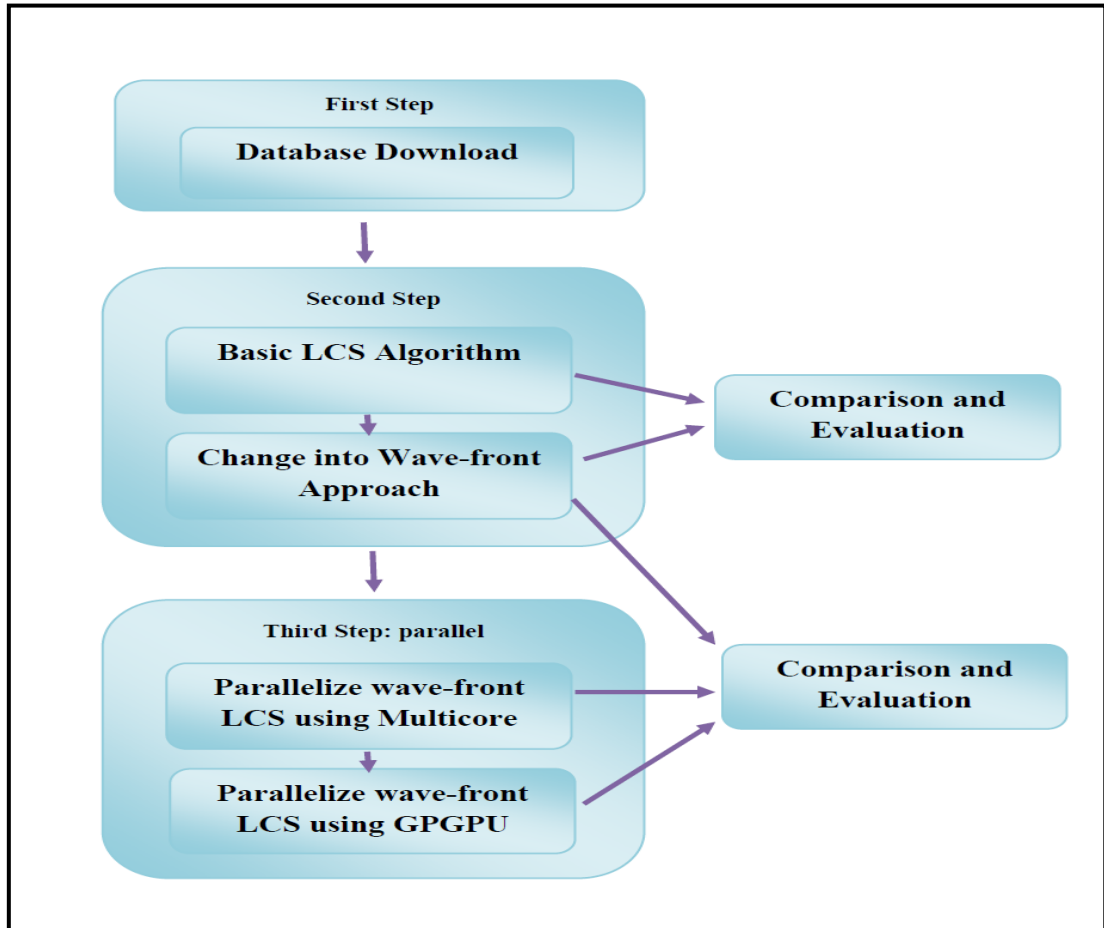 First Step
Database Download
Second Step
Basic LCS Algorithm
Change into Wave-front
Approach
Comparison and
Evaluation
Third Step: parallel
Parallelize wave-front
LCS using Multicore
Parallelize wave-front
LCS using GPGPU
Comparison and
Evaluation